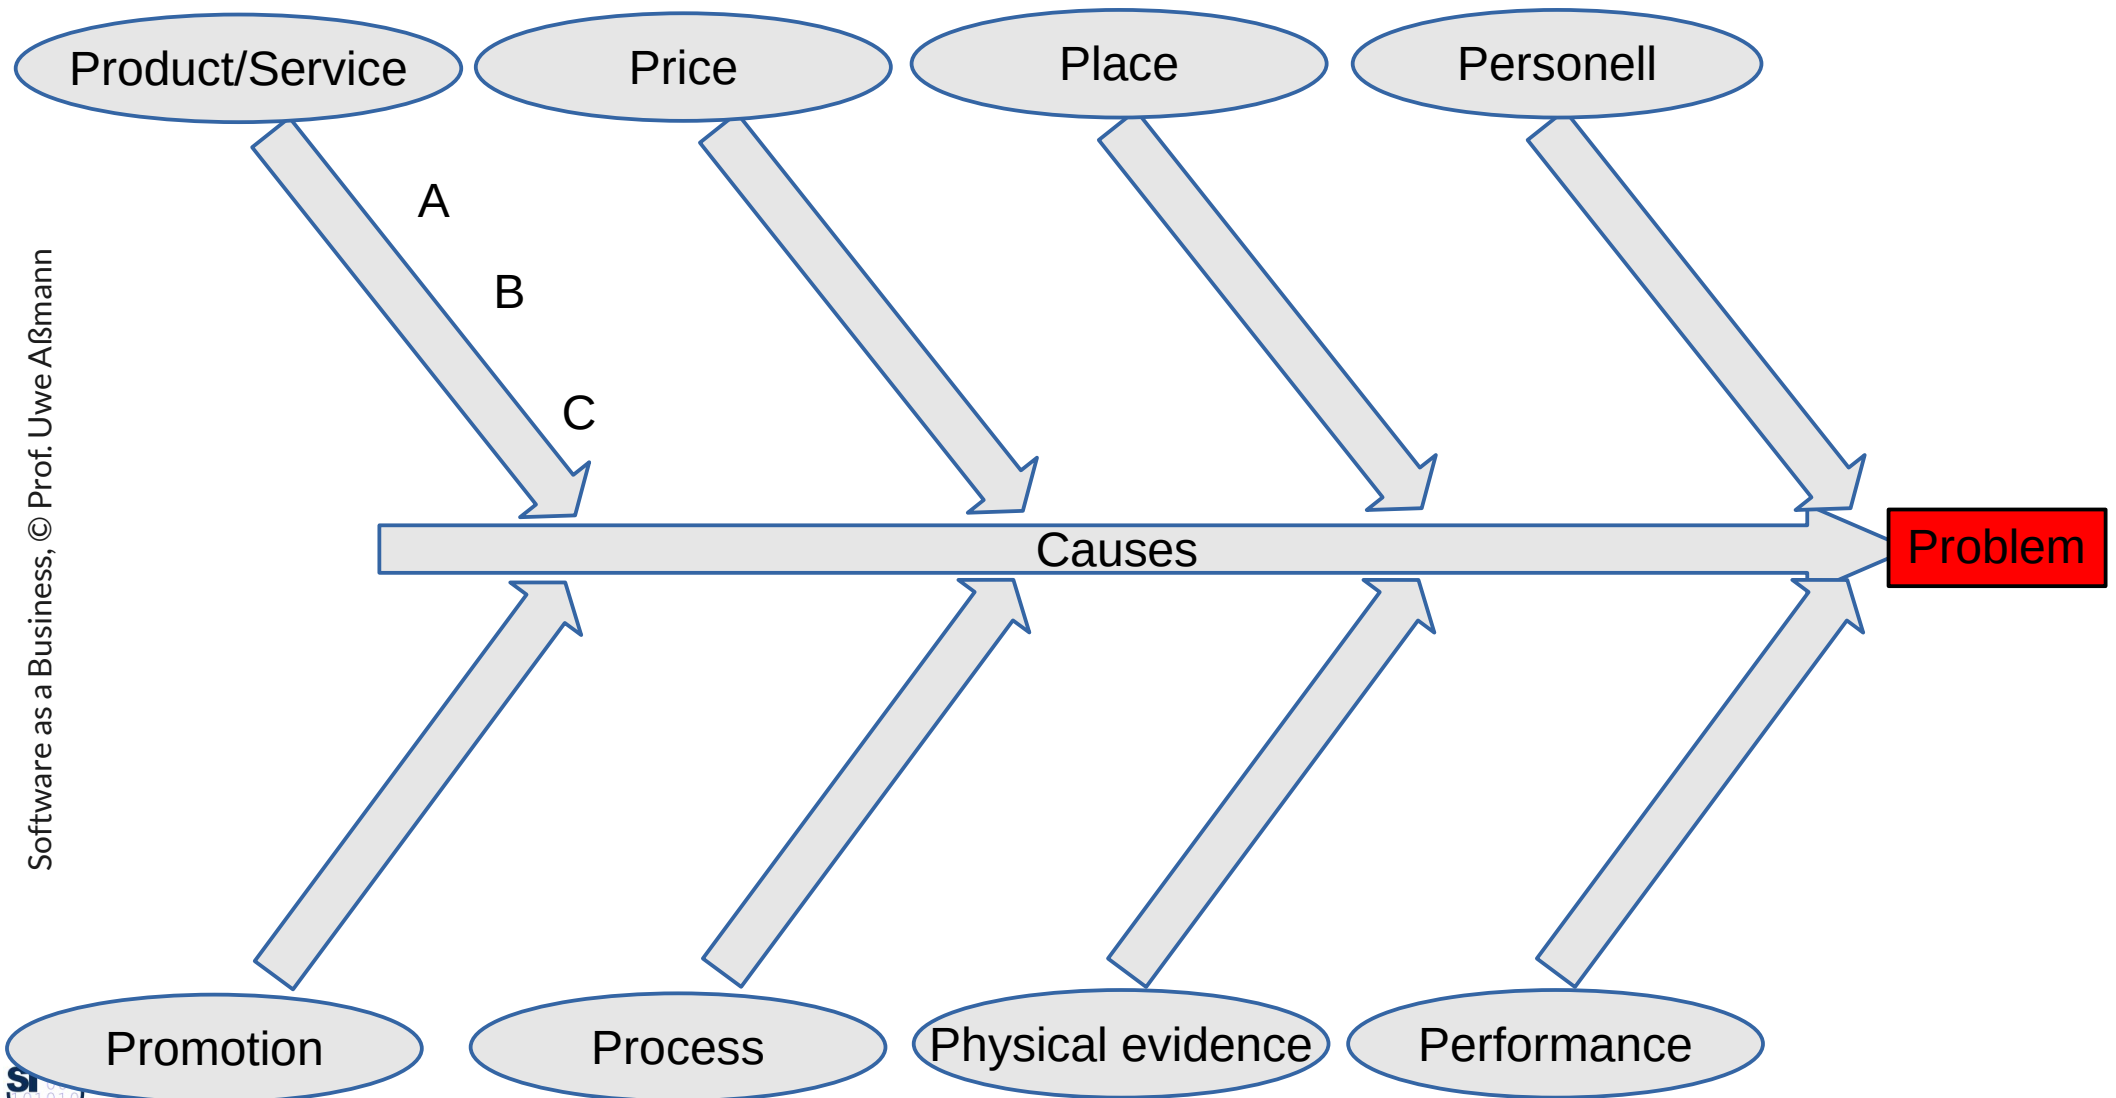 Product/Service
Price
Place
Personell
A
B
C
Causes
Problem
Promotion
Process
Physical evidence
Performance
Software as a Business, © Prof. Uwe Aßmann